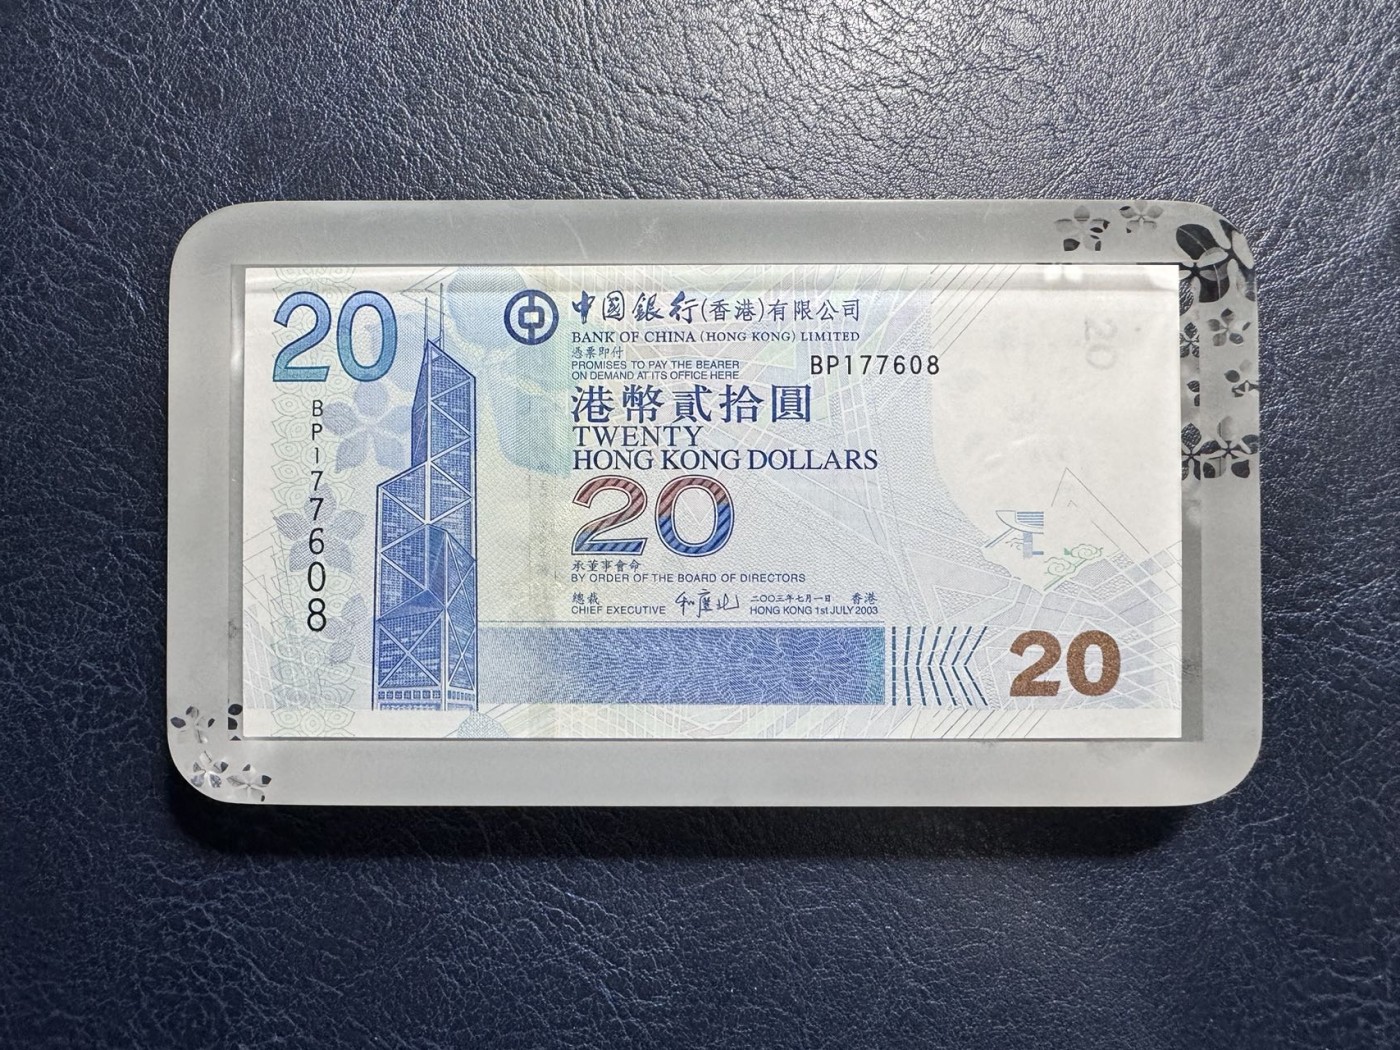 20
中國銀行(香港)有限公司
BANK OF CHINA (HONG KONG) LIMITED
憑票即付
PROMISES TO PAY THE BEARER
ON DEMAND AT ITS OFFICE HERE
BP177608
港幣貳拾圓
TWENTY
HONG KONG DOLLARS
BP177608
20
承董事會命
BY ORDER OF THE BOARD OF DIRECTORS
總裁 二〇〇三年七月一日 香港
CHIEF EXECUTIVE 和廣北 HONG KONG 1st JULY 2003
20
20